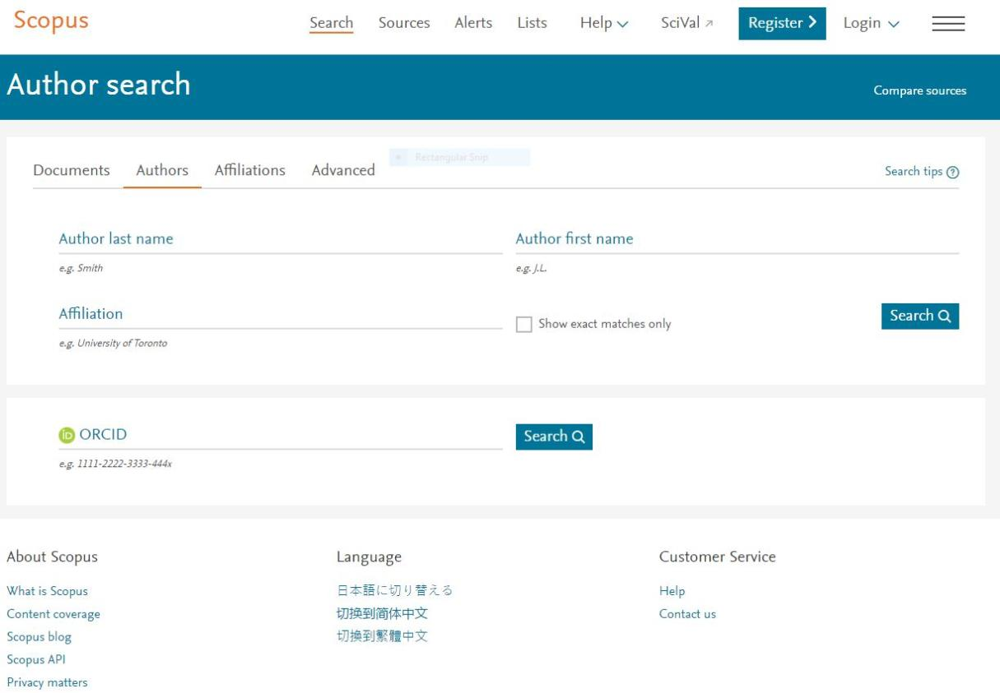 Scopus
Search Sources Alerts Lists Help SciVal Register Login
Author search
Compare sources
Rectangular Snip
Documents Authors Affiliations Advanced
Search tips
Author last name
Author first name
e.g. Smith
e.g. J.L.
Affiliation
Show exact matches only
Search
e.g. University of Toronto
iD ORCID
Search
e.g. 1111-2222-3333-444x
About Scopus
What is Scopus
Content coverage
Scopus blog
Scopus API
Privacy matters
Language
日本語に切り替える
切换到简体中文
切換到繁體中文
Customer Service
Help
Contact us